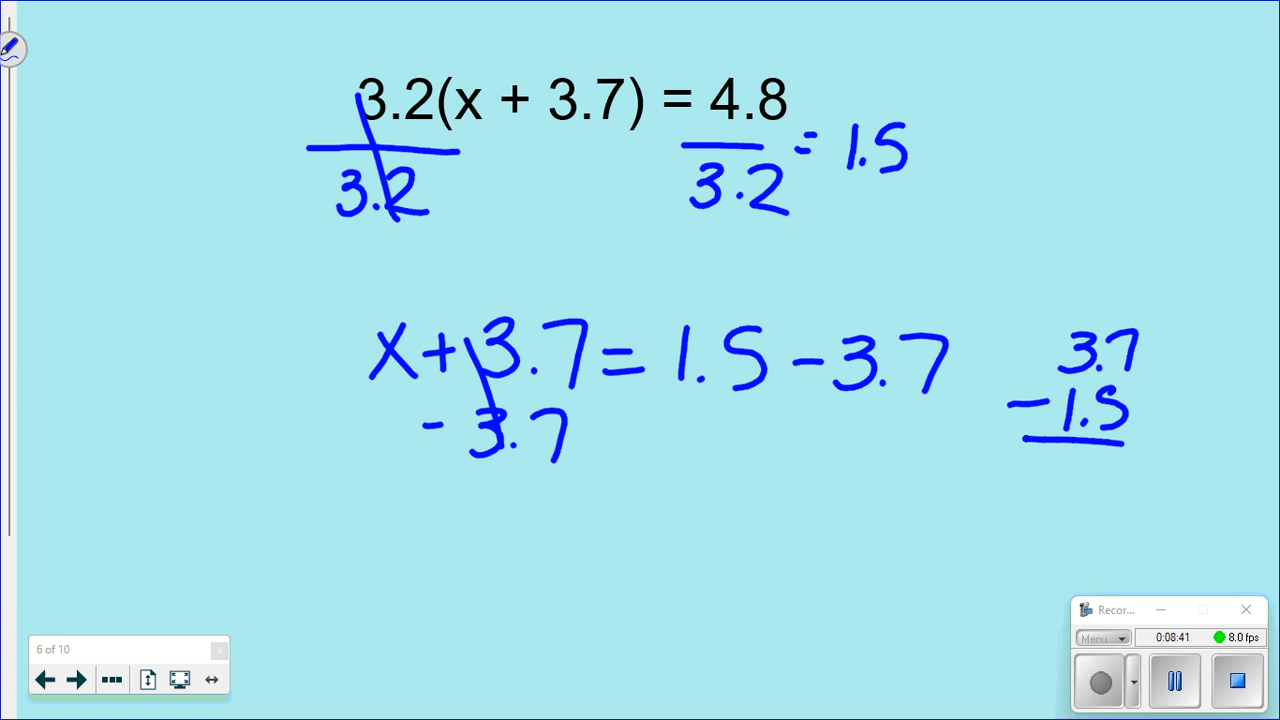 3.2(x + 3.7) = 4.8
3.2
3.2 = 1.5
x + 3.7 = 1.5 - 3.7
- 3.7
3.7
- 1.5
6 of 10
x
Recor...
Menu
0:08:41
8.0 fps